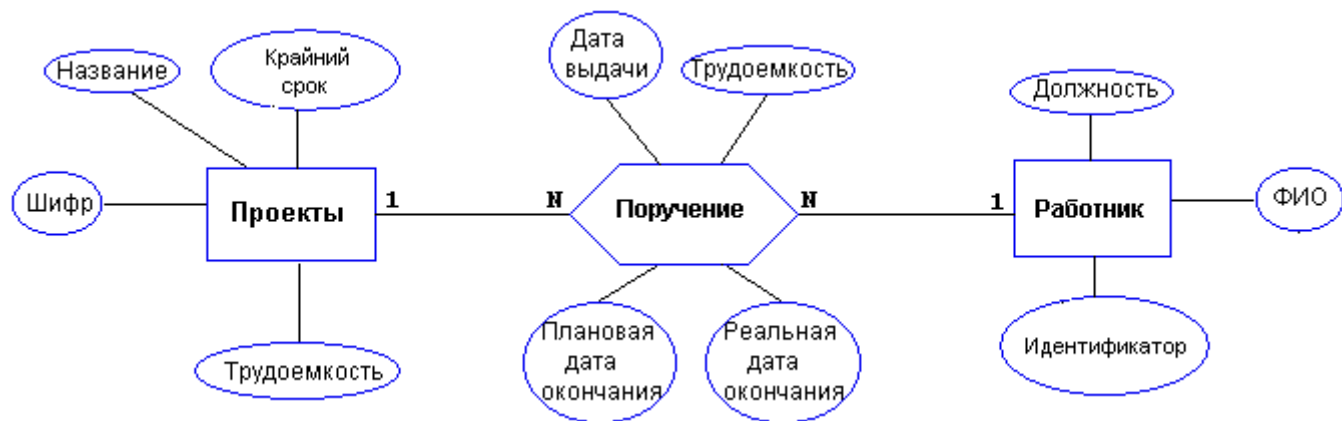 Название
Крайний
срок
Дата
выдачи
Трудоемкость
Должность
Шифр
Проекты
1
N
Поручение
N
1
Работник
ФИО
Трудоемкость
Плановая
дата
окончания
Реальная
дата
окончания
Идентификатор